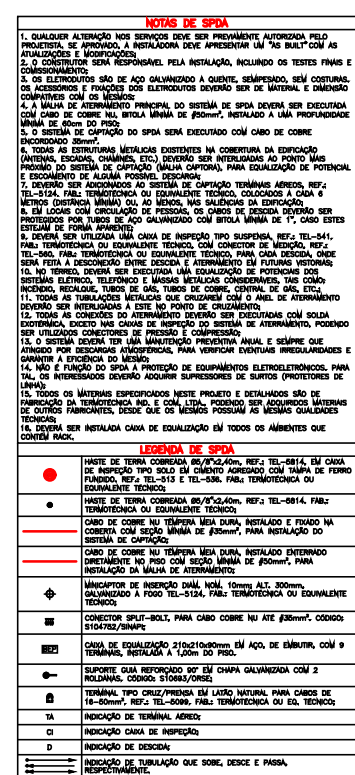 NOTAS DE SPDA
1. QUALQUER ALTERAÇÃO NOS SERVIÇOS DEVE SER PREVIAMENTE AUTORIZADA PELO
PROJETISTA, SE APROVADO, A INSTALADORA DEVE APRESENTAR UM "AS BUILT" COM AS
ATUALIZAÇÕES E MODIFICAÇÕES;
2. O CONSTRUTOR SERÁ RESPONSÁVEL PELA INSTALAÇÃO, INCLUINDO OS TESTES FINAIS E
COMISSIONAMENTO;
3. OS ELETRODUTOS SÃO DE AÇO GALVANIZADO A QUENTE, SEMIPESADO, SEM COSTURAS.
OS ACESSÓRIOS E FIXAÇÕES DOS ELETRODUTOS DEVERÃO SER DE MATERIAL E DIMENSÃO
COMPATÍVEIS COM OS MESMOS;
4. A MALHA DE ATERRAMENTO PRINCIPAL DO SISTEMA DE SPDA DEVERÁ SER EXECUTADA
COM CABO DE COBRE NU, BITOLA MÍNIMA DE #50mm², INSTALADO A UMA PROFUNDIDADE
MÍNIMA DE 60cm DO PISO;
5. O SISTEMA DE CAPTAÇÃO DO SPDA SERÁ EXECUTADO COM CABO DE COBRE
ENCORDOADO 35mm².
6. TODAS AS ESTRUTURAS METÁLICAS EXISTENTES NA COBERTURA DA EDIFICAÇÃO
(ANTENAS, ESCADAS, CHAMINÉS, ETC.) DEVERÃO SER INTERLIGADAS AO PONTO MAIS
PRÓXIMO DO SISTEMA DE CAPTAÇÃO (MALHA CAPTORA), PARA EQUALIZAÇÃO DE POTENCIAL
E ESCOAMENTO DE ALGUMA POSSÍVEL DESCARGA;
7. DEVERÃO SER ADICIONADOS AO SISTEMA DE CAPTAÇÃO TERMINAIS AÉREOS, REF.:
TEL-5124, FAB.: TERMOTÉCNICA OU EQUIVALENTE TÉCNICO, COLOCADOS A CADA 6
METROS (DISTÂNCIA MÍNIMA) OU, AO MENOS, NAS SALIÊNCIAS DA EDIFICAÇÃO;
8. EM LOCAIS COM CIRCULAÇÃO DE PESSOAS, OS CABOS DE DESCIDA DEVERÃO SER
PROTEGIDOS POR TUBOS DE AÇO GALVANIZADO COM BITOLA MÍNIMA DE 1", CASO ESTES
ESTEJAM DE FORMA APARENTE;
9. DEVERÁ SER UTILIZADA UMA CAIXA DE INSPEÇÃO TIPO SUSPENSA, REF.: TEL-541,
FAB.: TERMOTÉCNICA OU EQUIVALENTE TÉCNICO, COM CONECTOR DE MEDIÇÃO, REF.:
TEL-560. FAB.: TERMOTÉCNICA OU EQUIVALENTE TÉCNICO, PARA CADA DESCIDA, ONDE
SERÁ FEITA A DESCONEXÃO ENTRE DESCIDA E ATERRAMENTO EM FUTURAS VISTORIAS;
10. NO TÉRREO, DEVERÁ SER EXECUTADA UMA EQUALIZAÇÃO DE POTENCIAIS DOS
SISTEMAS ELÉTRICO, TELEFÔNICO E MASSAS METÁLICAS CONSIDERÁVEIS, TAIS COMO:
INCÊNDIO, RECALQUE, TUBOS DE GÁS, TUBOS DE COBRE, CENTRAL DE GÁS, ETC.;
11. TODAS AS TUBULAÇÕES METÁLICAS QUE CRUZAREM COM O ANEL DE ATERRAMENTO
DEVERÃO SER INTERLIGADAS A ESTE NO PONTO DE CRUZAMENTO;
12. TODAS AS CONEXÕES DO ATERRAMENTO DEVERÃO SER EXECUTADAS COM SOLDA
EXOTÉRMICA, EXCETO NAS CAIXAS DE INSPEÇÃO DO SISTEMA DE ATERRAMENTO, PODENDO
SER UTILIZADOS CONECTORES DE PRESSÃO E COMPRESSÃO;
13. O SISTEMA DEVERÁ TER UMA MANUTENÇÃO PREVENTIVA ANUAL E SEMPRE QUE
ATINGIDO POR DESCARGAS ATMOSFÉRICAS, PARA VERIFICAR EVENTUAIS IRREGULARIDADES E
GARANTIR A EFICIÊNCIA DO MESMO;
14. NÃO É FUNÇÃO DO SPDA A PROTEÇÃO DE EQUIPAMENTOS ELETROELETRÔNICOS. PARA
TAL, OS INTERESSADOS DEVERÃO ADQUIRIR SUPRESSORES DE SURTOS (PROTETORES DE
LINHA);
15. TODOS OS MATERIAIS ESPECIFICADOS NESTE PROJETO E DETALHADOS SÃO DE
FABRICAÇÃO DA TERMOTÉCNICA IND. E COM. LTDA., PODENDO SER ADQUIRIDOS MATERIAIS
DE OUTROS FABRICANTES, DESDE QUE OS MESMOS POSSUAM AS MESMAS QUALIDADES
TÉCNICAS;
16. DEVERÁ SER INSTALADA CAIXA DE EQUALIZAÇÃO EM TODOS OS AMBIENTES QUE
CONTÉM RACK.
LEGENDA DE SPDA
HASTE DE TERRA COBREADA Ø5/8"x2,40m, REF.: TEL-5814, EM CAIXA
DE INSPEÇÃO TIPO SOLO EM CIMENTO AGREGADO COM TAMPA DE FERRO
FUNDIDO, REF.: TEL-513 E TEL-536. FAB.: TERMOTÉCNICA OU
EQUIVALENTE TÉCNICO;
HASTE DE TERRA COBREADA Ø5/8"x2,40m, REF.: TEL-5814. FAB.:
TERMOTÉCNICA OU EQUIVALENTE TÉCNICO;
CABO DE COBRE NU TÊMPERA MEIA DURA, INSTALADO E FIXADO NA
COBERTA COM SEÇÃO MÍNIMA DE #35mm², PARA INSTALAÇÃO DO
SISTEMA DE CAPTAÇÃO;
CABO DE COBRE NU TÊMPERA MEIA DURA, INSTALADO ENTERRADO
DIRETAMENTE NO PISO COM SEÇÃO MÍNIMA DE #50mm², PARA
INSTALAÇÃO DA MALHA DE ATERRAMENTO;
MINICAPTOR DE INSERÇÃO DIAM. NOM. 10mm; ALT. 300mm,
GALVANIZADO A FOGO TEL-5124, FAB.: TERMOTÉCNICA OU EQUIVALENTE
TÉCNICO;
CONECTOR SPLIT-BOLT, PARA CABO COBRE NU ATÉ #35mm². CÓDIGO:
S104752/SINAPI;
BEP CAIXA DE EQUALIZAÇÃO 210x210x90mm EM AÇO, DE EMBUTIR, COM 9
TERMINAIS, INSTALADA A 1,00m DO PISO.
SUPORTE GUIA REFORÇADO 90° EM CHAPA GALVANIZADA COM 2
ROLDANAS, CÓDIGO: S10693/ORSE;
TERMINAL TIPO CRUZ/PRENSA EM LATÃO NATURAL PARA CABOS DE
16-50mm², REF.: TEL-5099, FAB.: TERMOTÉCNICA OU EQ. TÉCNICO;
TA INDICAÇÃO DE TERMINAL AÉREO;
CI INDICAÇÃO CAIXA DE INSPEÇÃO;
D INDICAÇÃO DE DESCIDA;
INDICAÇÃO DE TUBULAÇÃO QUE SOBE, DESCE E PASSA,
RESPECTIVAMENTE.